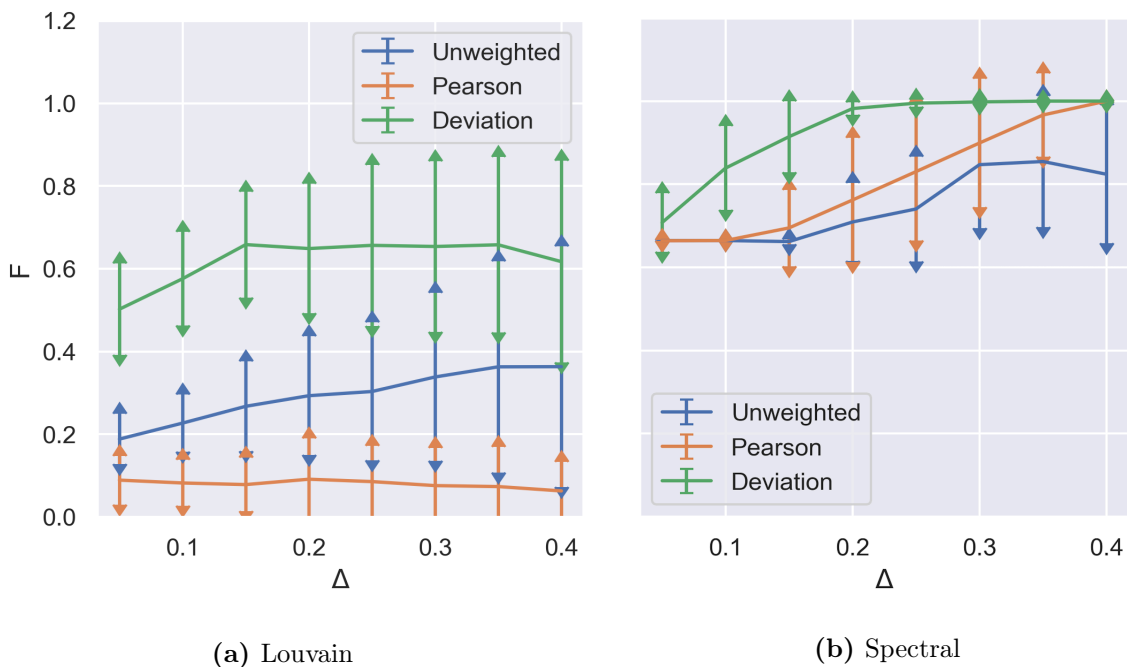 1.2
1.0
0.8
0.6
0.4
0.2
0.0
F
Unweighted
Pearson
Deviation
0.1
0.2
0.3
0.4
Δ
(a) Louvain
Unweighted
Pearson
Deviation
0.1
0.2
0.3
0.4
Δ
(b) Spectral